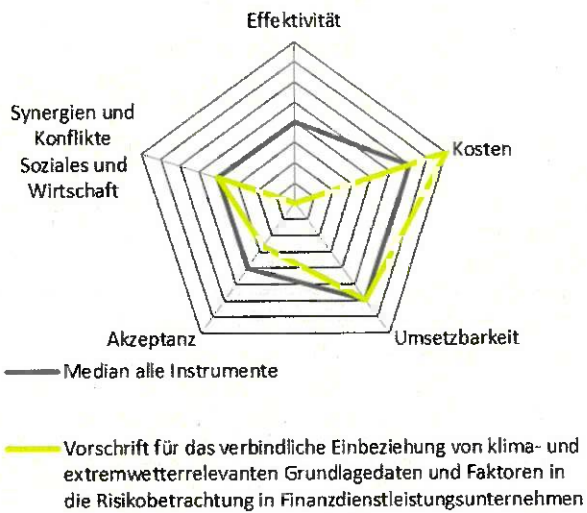 Effektivität
Synergien und
Konflikte
Soziales und
Wirtschaft
Kosten
Akzeptanz
Umsetzbarkeit
Median alle Instrumente
Vorschrift für das verbindliche Einbeziehung von klima- und
extremwetterrelevanten Grundlagedaten und Faktoren in
die Risikobetrachtung in Finanzdienstleistungsunternehmen